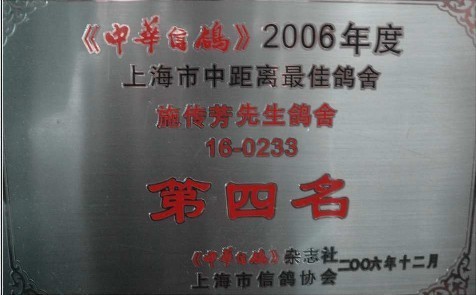 《中华信鸽》2006年度
上海市中距离最佳鸽舍
施传芳先生鸽舍
16-0233
第四名
《中华信鸽》杂志社
上海市信鸽协会
二00六年十二月